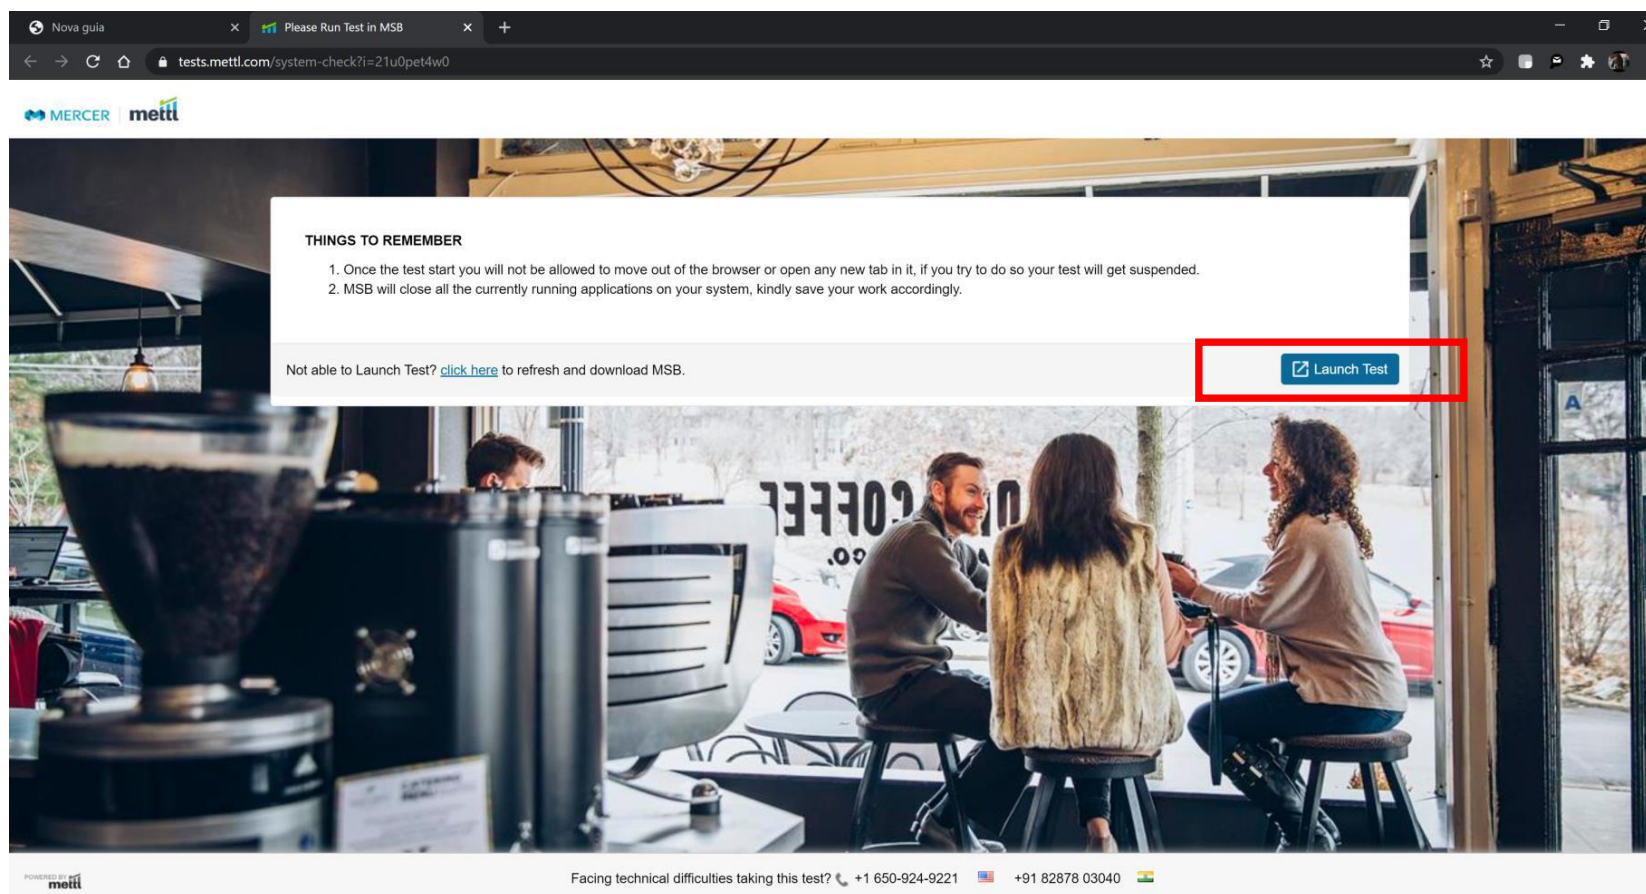 Nova guia
Please Run Test in MSB
tests.mettl.com/system-check?i=21u0pet4w0
MERCER mettl
THINGS TO REMEMBER
1. Once the test start you will not be allowed to move out of the browser or open any new tab in it, if you try to do so your test will get suspended.
2. MSB will close all the currently running applications on your system, kindly save your work accordingly.
Not able to Launch Test? click here to refresh and download MSB.
Launch Test
A
COFFEE
CO.
CATERING
MENU
POWERED BY
mettl
Facing technical difficulties taking this test? +1 650-924-9221 +91 82878 03040